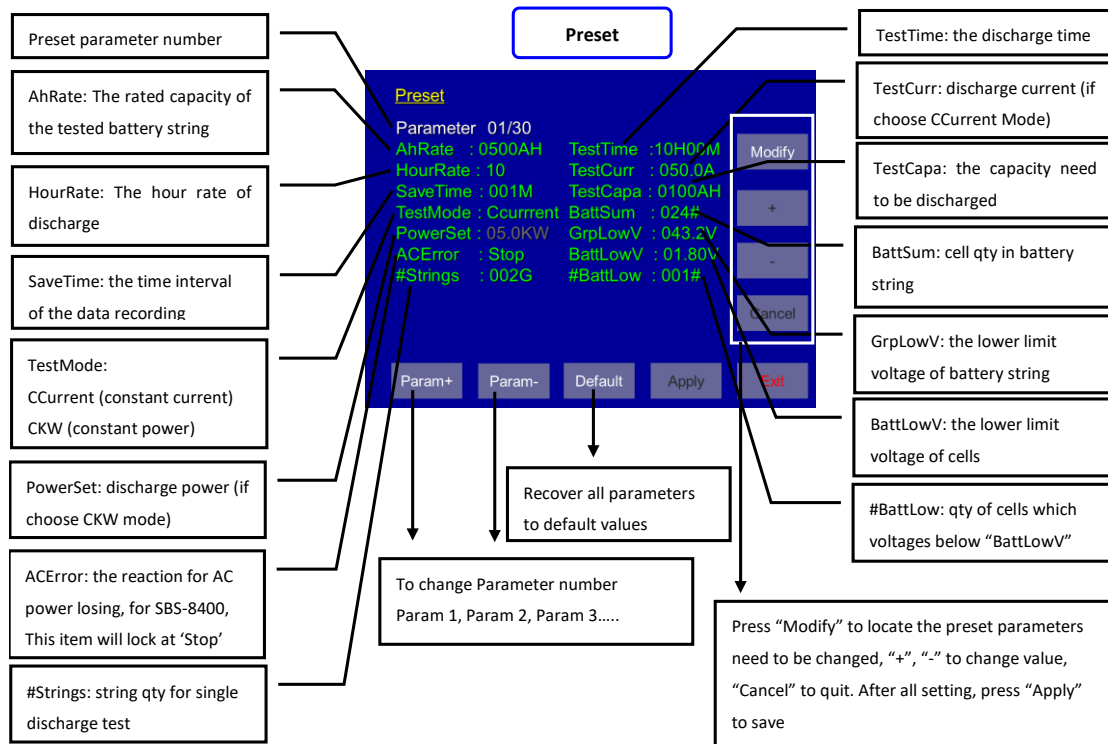 Preset
Preset parameter number
AhRate: The rated capacity of
the tested battery string
HourRate: The hour rate of
discharge
SaveTime: the time interval
of the data recording
TestMode:
CCurrent (constant current)
CKW (constant power)
PowerSet: discharge power (if
choose CKW mode)
ACError: the reaction for AC
power losing, for SBS-8400,
This item will lock at ‘Stop’
#Strings: string qty for single
discharge test
Preset
Parameter 01/30
AhRate : 0500AH TestTime :10H00M
HourRate : 10 TestCurr : 050.0A
SaveTime : 001M TestCapa : 0100AH
TestMode : Ccurrrent BattSum : 024#
PowerSet : 05.0KW GrpLowV : 043.2V
ACError : Stop BattLowV : 01.80V
#Strings : 002G #BattLow : 001#
Modify
+
-
Cancel
Param+ Param- Default Apply Exit
Recover all parameters
to default values
To change Parameter number
Param 1, Param 2, Param 3…..
TestTime: the discharge time
TestCurr: discharge current (if
choose CCurrent Mode)
TestCapa: the capacity need
to be discharged
BattSum: cell qty in battery
string
GrpLowV: the lower limit
voltage of battery string
BattLowV: the lower limit
voltage of cells
#BattLow: qty of cells which
voltages below “BattLowV”
Press “Modify” to locate the preset parameters
need to be changed, “+”, “-” to change value,
“Cancel” to quit. After all setting, press “Apply”
to save